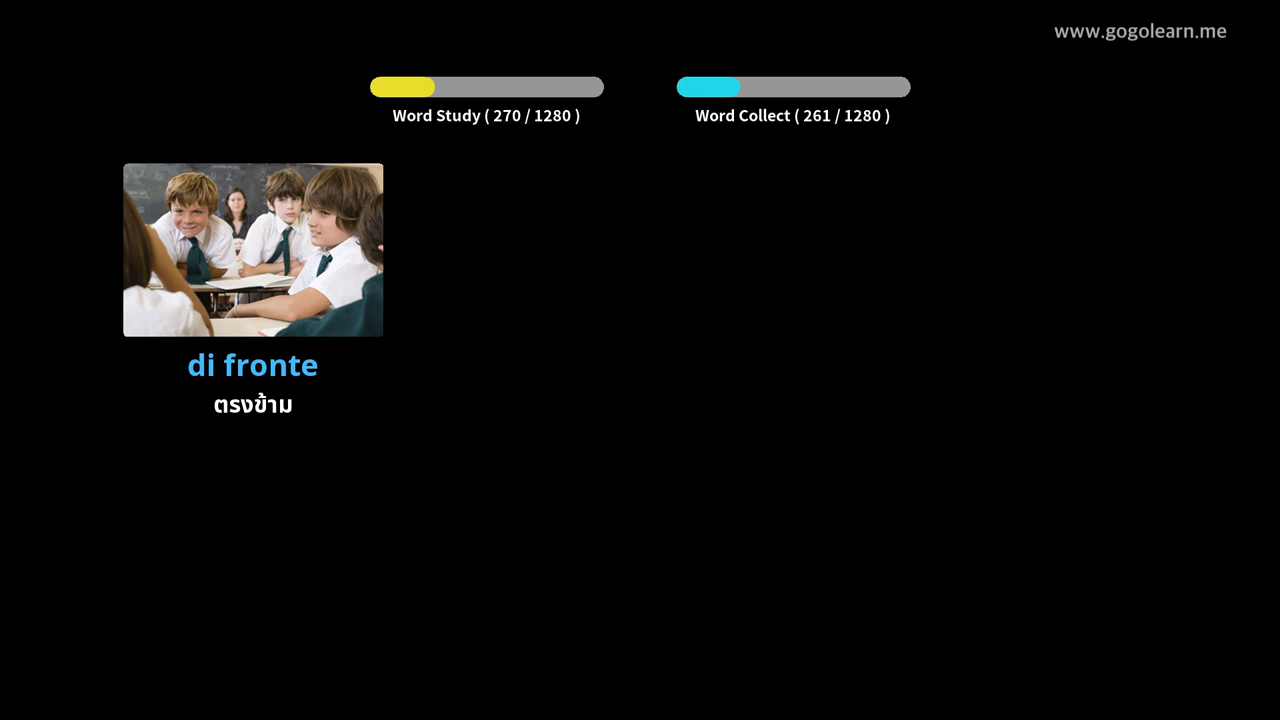 www.gogolearn.me
Word Study ( 270 / 1280 )
Word Collect ( 261 / 1280 )
di fronte
ตรงข้าม